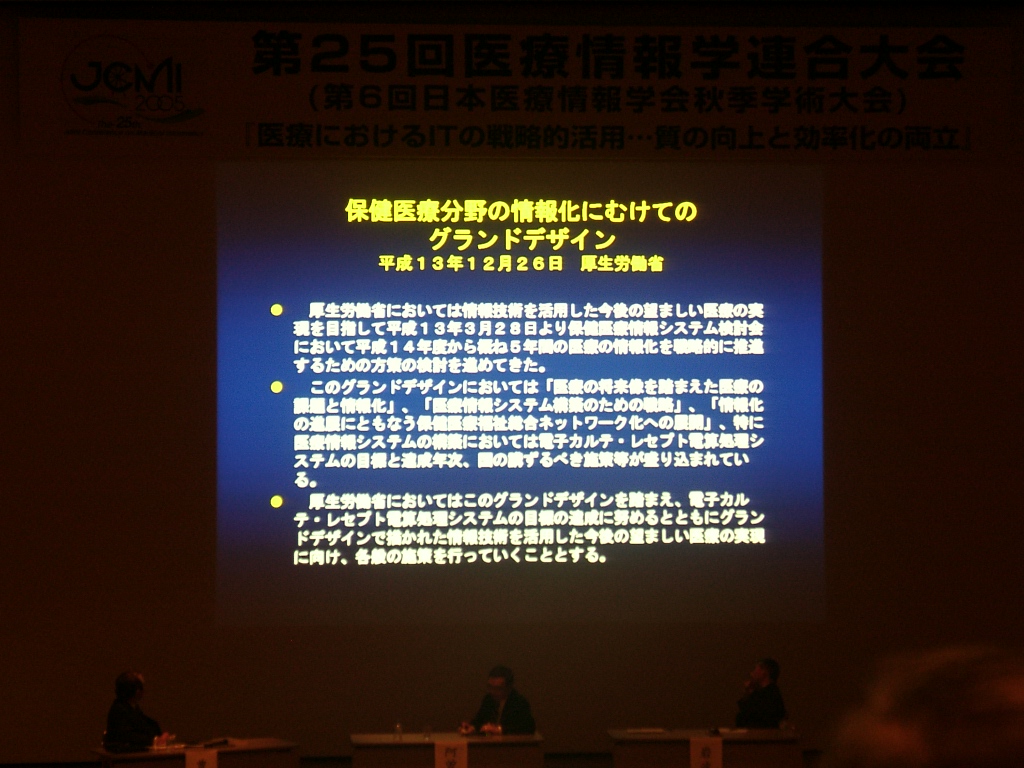 JCMI
2005
第25回医療情報学連合大会
(第6回日本医療情報学会秋季学術大会)
『医療におけるITの戦略的活用…質の向上と効率化の両立』
保健医療分野の情報化にむけての
グランドデザイン
平成13年12月26日　厚生労働省
● 厚生労働省においては情報技術を活用した今後の望ましい医療の実
現を目指して平成13年3月28日より保健医療情報システム検討会
において平成14年度から概ね5年間の医療の情報化を戦略的に推進
するための方策の検討を進めてきた。
● このグランドデザインにおいては「医療の将来像を踏まえた医療の
課題と情報化」、「医療情報システム構築のための戦略」、「情報化
の進展にともなう保健医療福祉総合ネットワーク化への展開」、特に
医療情報システムの構築においては電子カルテ・レセプト電算処理シ
ステムの目標と達成年次、国の講ずるべき施策等が盛り込まれてい
る。
● 厚生労働省においてはこのグランドデザインを踏まえ、電子カル
テ・レセプト電算処理システムの目標の達成に努めるとともにグラン
ドデザインで描かれた情報技術を活用した今後の望ましい医療の実現
に向け、各般の施策を行っていくこととする。